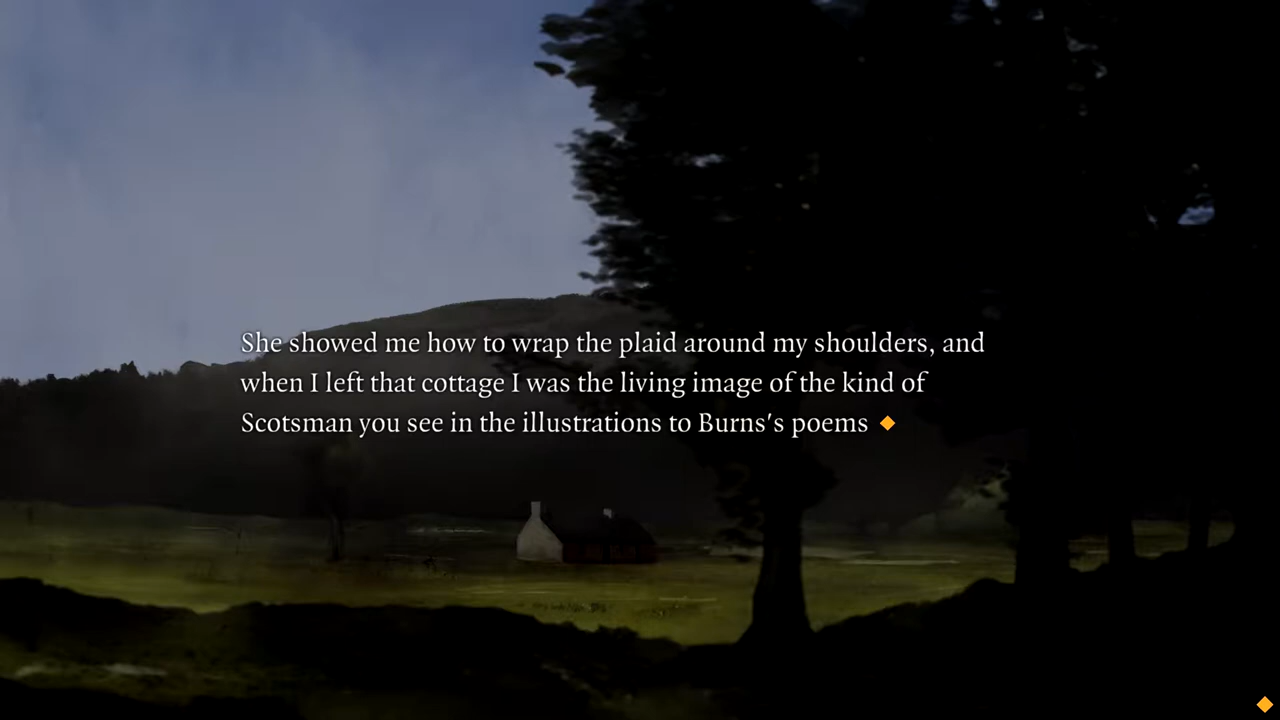 She showed me how to wrap the plaid around my shoulders, and
when I left that cottage I was the living image of the kind of
Scotsman you see in the illustrations to Burns's poems